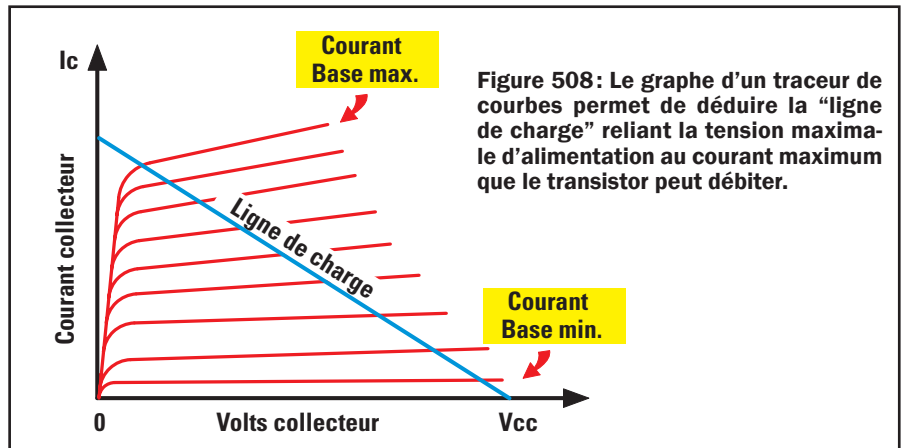 Ic
Courant
Base max.
Figure 508: Le graphe d'un traceur de
courbes permet de déduire la “ligne
de charge” reliant la tension maxima-
le d'alimentation au courant maximum
que le transistor peut débiter.
Courant collecteur
Ligne de charge
Courant
Base min.
0
Volts collecteur
Vcc